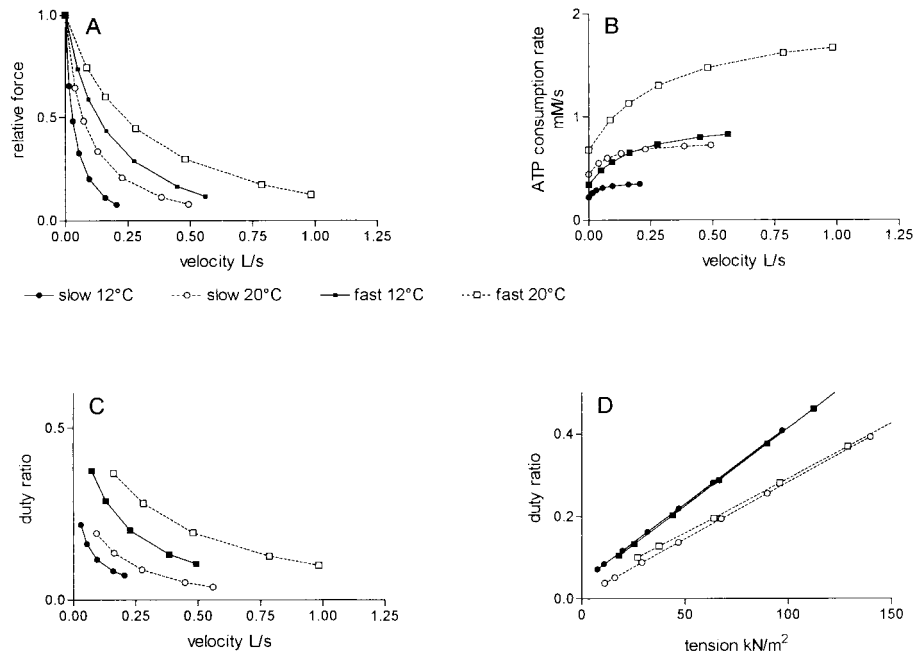 A
1.0
0.5
0.0
relative force
0.00 0.25 0.50 0.75 1.00 1.25
velocity L/s
B
2
1
0
ATP consumption rate
mM/s
0.00 0.25 0.50 0.75 1.00 1.25
velocity L/s
slow 12°C slow 20°C fast 12°C fast 20°C
C
0.5
0.0
duty ratio
0.00 0.25 0.50 0.75 1.00 1.25
velocity L/s
D
0.4
0.2
0.0
duty ratio
0 50 100 150
tension kN/m²